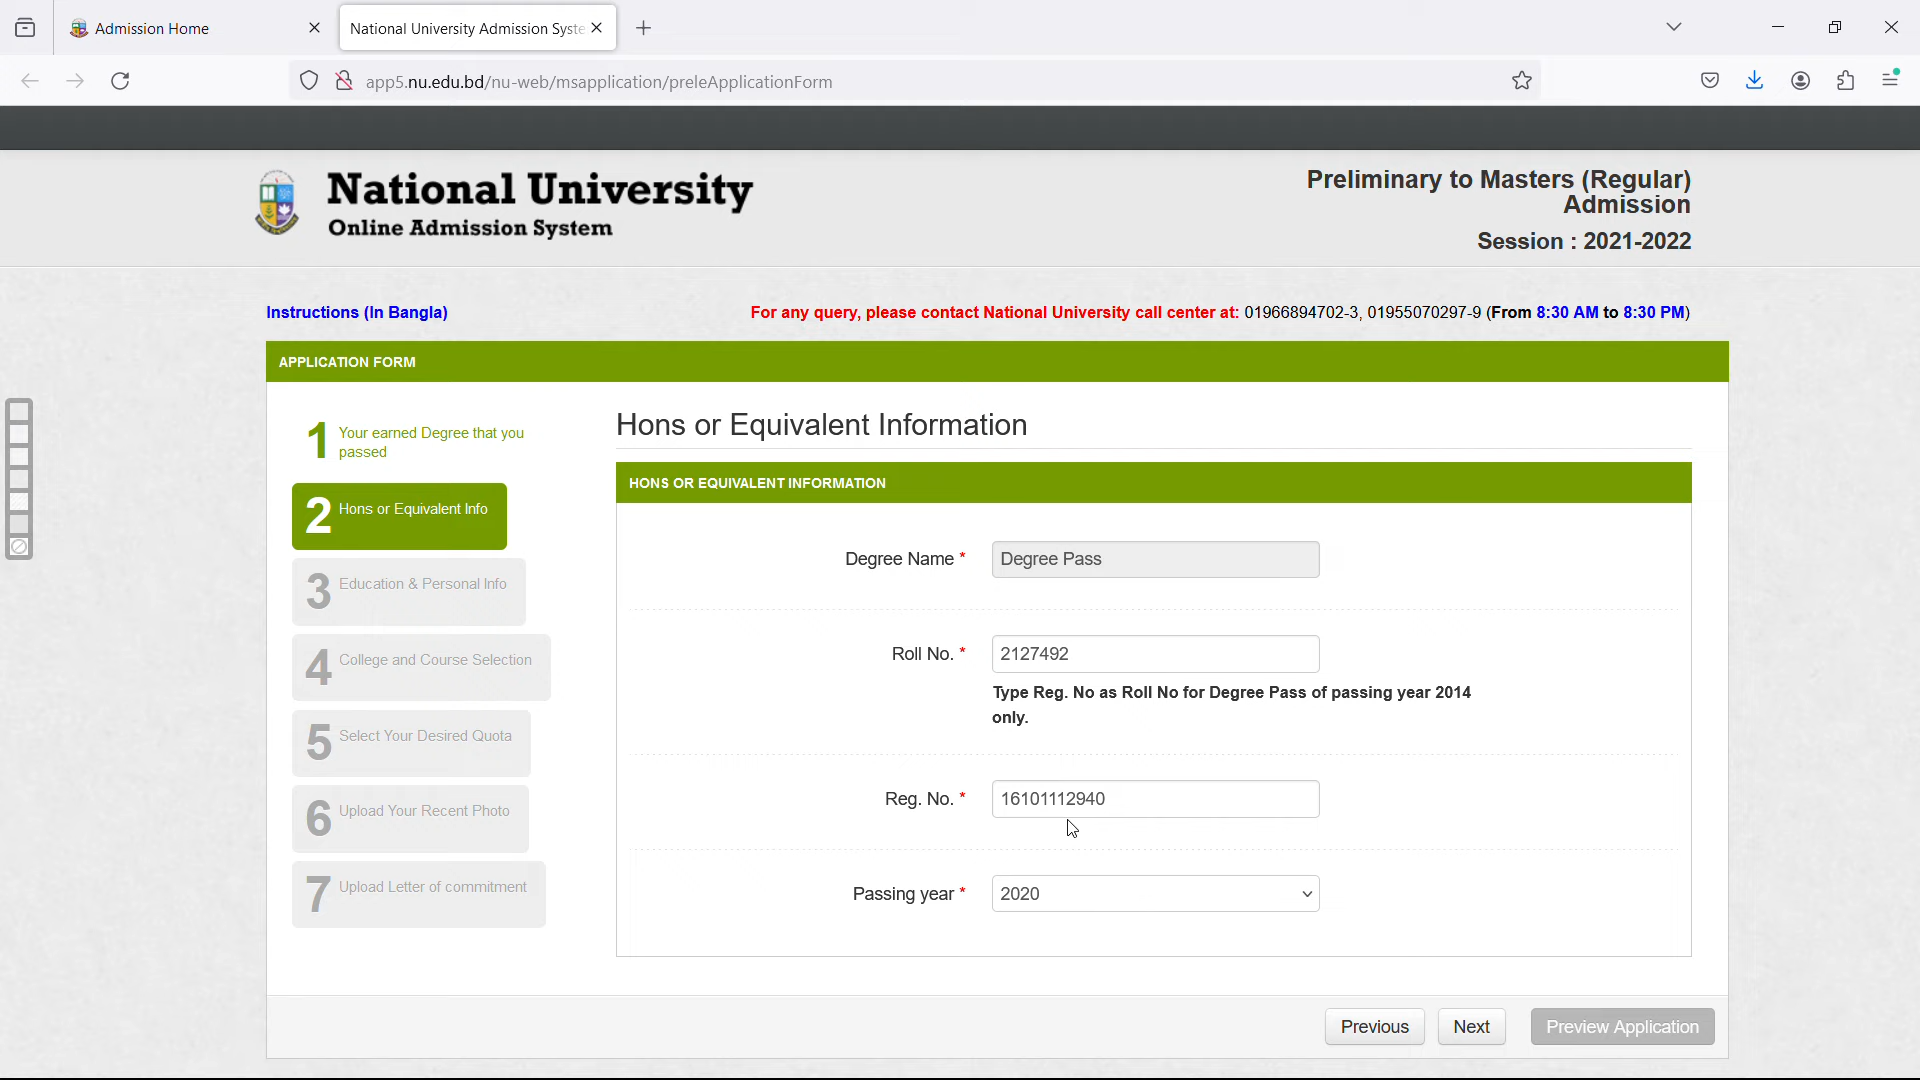 Admission Home
National University Admission Syste
app5.nu.edu.bd/nu-web/msapplication/preleApplicationForm
National University
Online Admission System
Preliminary to Masters (Regular)
Admission
Session : 2021-2022
Instructions (In Bangla)
For any query, please contact National University call center at: 01966894702-3, 01955070297-9 (From 8:30 AM to 8:30 PM)
APPLICATION FORM
1 Your earned Degree that you
passed
2 Hons or Equivalent Info
3 Education & Personal Info
4 College and Course Selection
5 Select Your Desired Quota
6 Upload Your Recent Photo
7 Upload Letter of commitment
Hons or Equivalent Information
HONS OR EQUIVALENT INFORMATION
Degree Name * Degree Pass
Roll No. * 2127492
Type Reg. No as Roll No for Degree Pass of passing year 2014
only.
Reg. No. * 16101112940
Passing year * 2020
Previous Next Preview Application